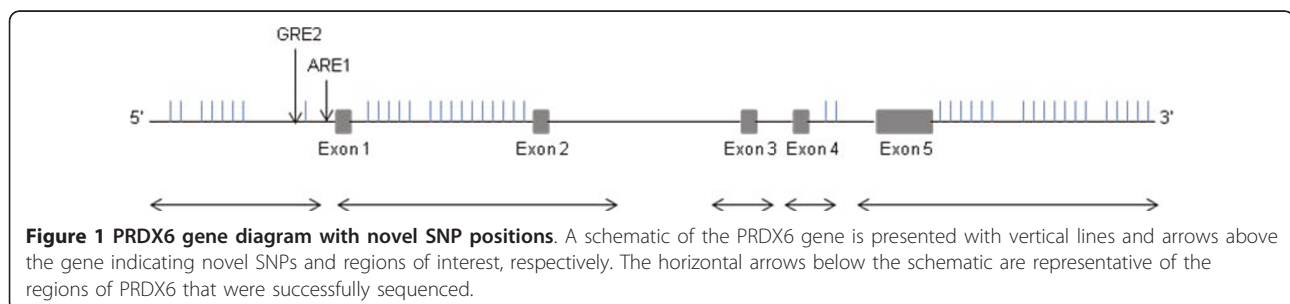 GRE2
ARE1
5'
3'
Exon 1
Exon 2
Exon 3
Exon 4
Exon 5
Figure 1 PRDX6 gene diagram with novel SNP positions. A schematic of the PRDX6 gene is presented with vertical lines and arrows above
the gene indicating novel SNPs and regions of interest, respectively. The horizontal arrows below the schematic are representative of the
regions of PRDX6 that were successfully sequenced.